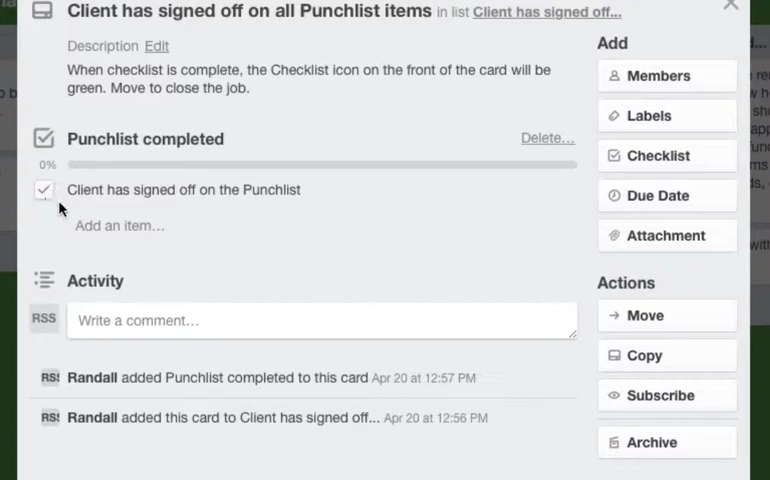 Client has signed off on all Punchlist items in list Client has signed off...
Description Edit
When checklist is complete, the Checklist icon on the front of the card will be
green. Move to close the job.
Punchlist completed
Delete...
0%
Client has signed off on the Punchlist
Add an item...
Activity
RSS
Write a comment...
RSS Randall added Punchlist completed to this card Apr 20 at 12:57 PM
RSS Randall added this card to Client has signed off... Apr 20 at 12:56 PM
Add
Members
Labels
Checklist
Due Date
Attachment
Actions
Move
Copy
Subscribe
Archive